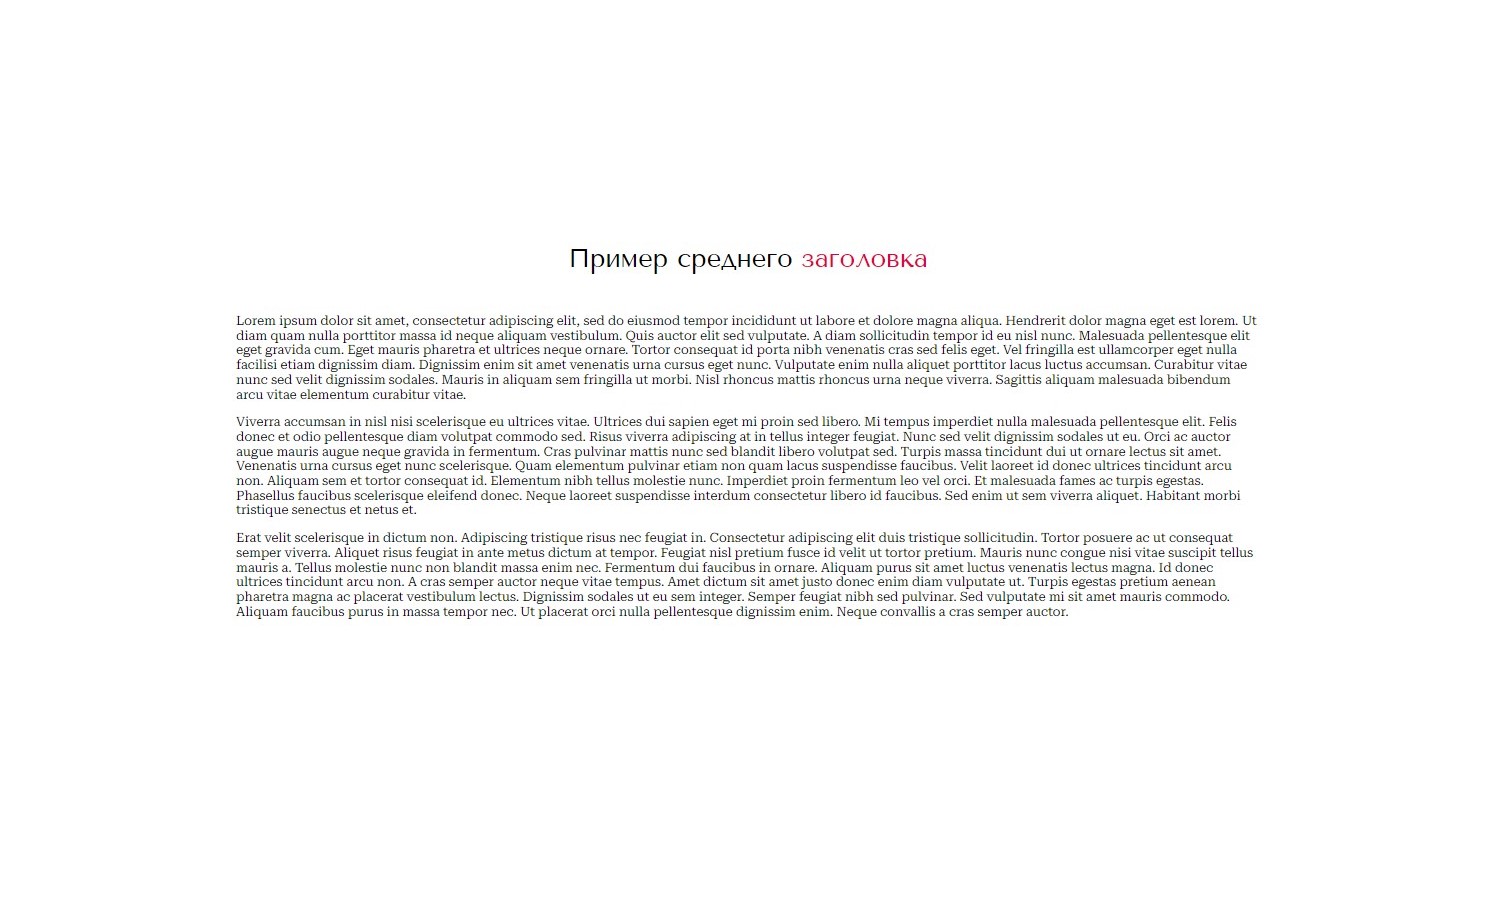 Пример среднего заголовка
Lorem ipsum dolor sit amet, consectetur adipiscing elit, sed do eiusmod tempor incididunt ut labore et dolore magna aliqua. Hendrerit dolor magna eget est lorem. Ut
diam quam nulla porttitor massa id neque aliquam vestibulum. Quis auctor elit sed vulputate. A diam sollicitudin tempor id eu nisl nunc. Malesuada pellentesque elit
eget gravida cum. Eget mauris pharetra et ultrices neque ornare. Tortor consequat id porta nibh venenatis cras sed felis eget. Vel fringilla est ullamcorper eget nulla
facilisi etiam dignissim diam. Dignissim enim sit amet venenatis urna cursus eget nunc. Vulputate enim nulla aliquet porttitor lacus luctus accumsan. Curabitur vitae
nunc sed velit dignissim sodales. Mauris in aliquam sem fringilla ut morbi. Nisl rhoncus mattis rhoncus urna neque viverra. Sagittis aliquam malesuada bibendum
arcu vitae elementum curabitur vitae.
Viverra accumsan in nisl nisi scelerisque eu ultrices vitae. Ultrices dui sapien eget mi proin sed libero. Mi tempus imperdiet nulla malesuada pellentesque elit. Felis
donec et odio pellentesque diam volutpat commodo sed. Risus viverra adipiscing at in tellus integer feugiat. Nunc sed velit dignissim sodales ut eu. Orci ac auctor
augue mauris augue neque gravida in fermentum. Cras pulvinar mattis nunc sed blandit libero volutpat sed. Turpis massa tincidunt dui ut ornare lectus sit amet.
Venenatis urna cursus eget nunc scelerisque. Quam elementum pulvinar etiam non quam lacus suspendisse faucibus. Velit laoreet id donec ultrices tincidunt arcu
non. Aliquam sem et tortor consequat id. Elementum nibh tellus molestie nunc. Imperdiet proin fermentum leo vel orci. Et malesuada fames ac turpis egestas.
Phasellus faucibus scelerisque eleifend donec. Neque laoreet suspendisse interdum consectetur libero id faucibus. Sed enim ut sem viverra aliquet. Habitant morbi
tristique senectus et netus et.
Erat velit scelerisque in dictum non. Adipiscing tristique risus nec feugiat in. Consectetur adipiscing elit duis tristique sollicitudin. Tortor posuere ac ut consequat
semper viverra. Aliquet risus feugiat in ante metus dictum at tempor. Feugiat nisl pretium fusce id velit ut tortor pretium. Mauris nunc congue nisi vitae suscipit tellus
mauris a. Tellus molestie nunc non blandit massa enim nec. Fermentum dui faucibus in ornare. Aliquam purus sit amet luctus venenatis lectus magna. Id donec
ultrices tincidunt arcu non. A cras semper auctor neque vitae tempus. Amet dictum sit amet justo donec enim diam vulputate ut. Turpis egestas pretium aenean
pharetra magna ac placerat vestibulum lectus. Dignissim sodales ut eu sem integer. Semper feugiat nibh sed pulvinar. Sed vulputate mi sit amet mauris commodo.
Aliquam faucibus purus in massa tempor nec. Ut placerat orci nulla pellentesque dignissim enim. Neque convallis a cras semper auctor.